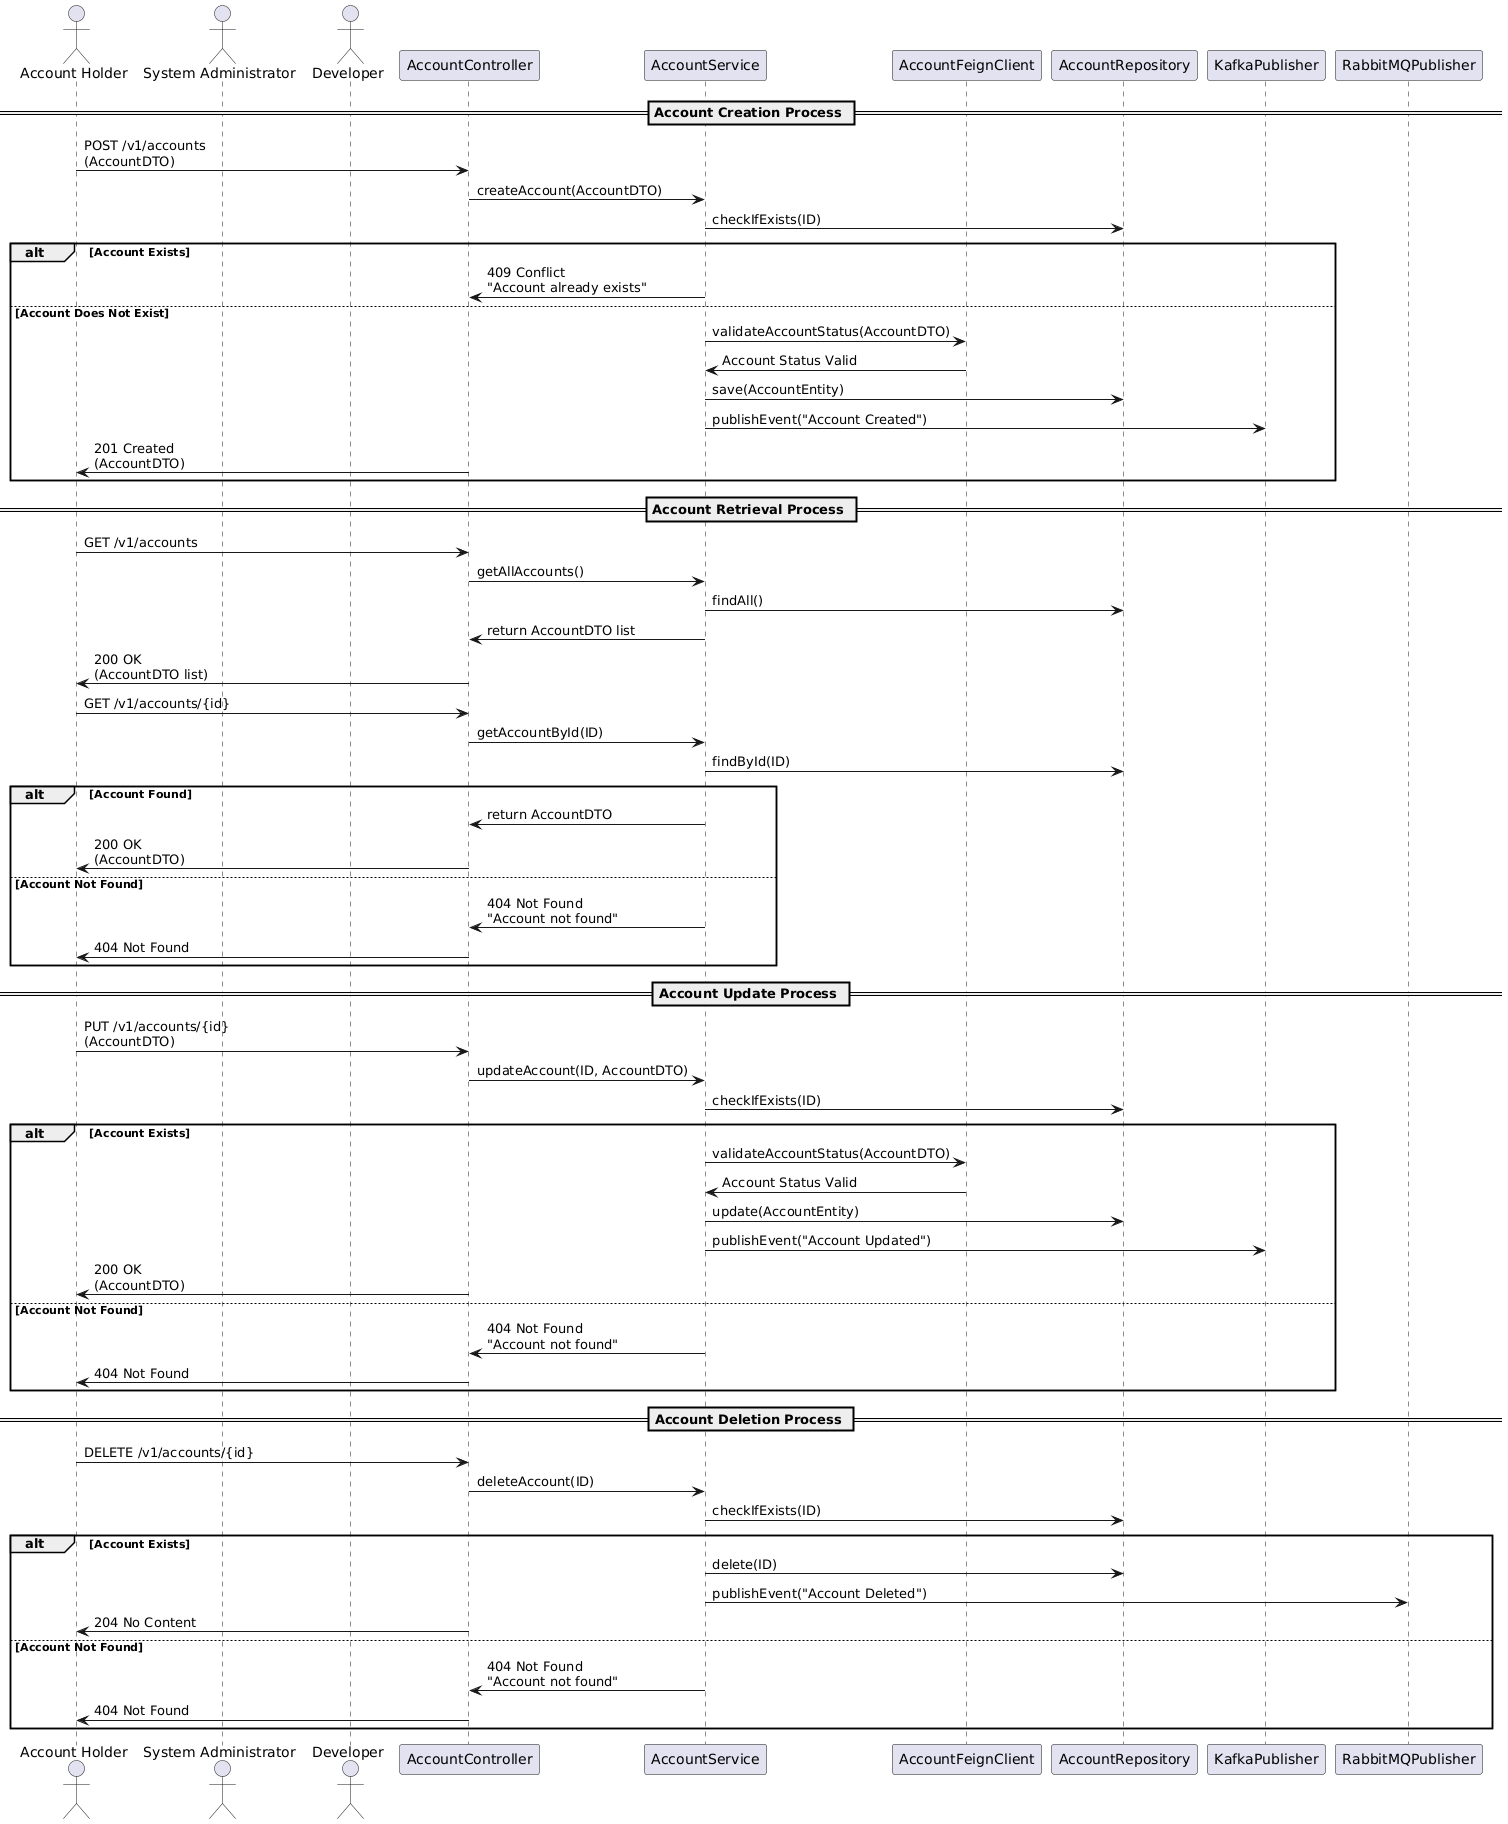 Account Holder
System Administrator
Developer
AccountController
AccountService
AccountFeignClient
AccountRepository
KafkaPublisher
RabbitMQPublisher
Account Creation Process
POST /v1/accounts
(AccountDTO)
createAccount(AccountDTO)
checkIfExists(ID)
alt
[Account Exists]
409 Conflict
"Account already exists"
[Account Does Not Exist]
validateAccountStatus(AccountDTO)
Account Status Valid
save(AccountEntity)
publishEvent("Account Created")
201 Created
(AccountDTO)
Account Retrieval Process
GET /v1/accounts
getAllAccounts()
findAll()
return AccountDTO list
200 OK
(AccountDTO list)
GET /v1/accounts/{id}
getAccountById(ID)
findById(ID)
alt
[Account Found]
return AccountDTO
200 OK
(AccountDTO)
[Account Not Found]
404 Not Found
"Account not found"
404 Not Found
Account Update Process
PUT /v1/accounts/{id}
(AccountDTO)
updateAccount(ID, AccountDTO)
checkIfExists(ID)
alt
[Account Exists]
validateAccountStatus(AccountDTO)
Account Status Valid
update(AccountEntity)
publishEvent("Account Updated")
200 OK
(AccountDTO)
[Account Not Found]
404 Not Found
"Account not found"
404 Not Found
Account Deletion Process
DELETE /v1/accounts/{id}
deleteAccount(ID)
checkIfExists(ID)
alt
[Account Exists]
delete(ID)
publishEvent("Account Deleted")
204 No Content
[Account Not Found]
404 Not Found
"Account not found"
404 Not Found
Account Holder
System Administrator
Developer
AccountController
AccountService
AccountFeignClient
AccountRepository
KafkaPublisher
RabbitMQPublisher